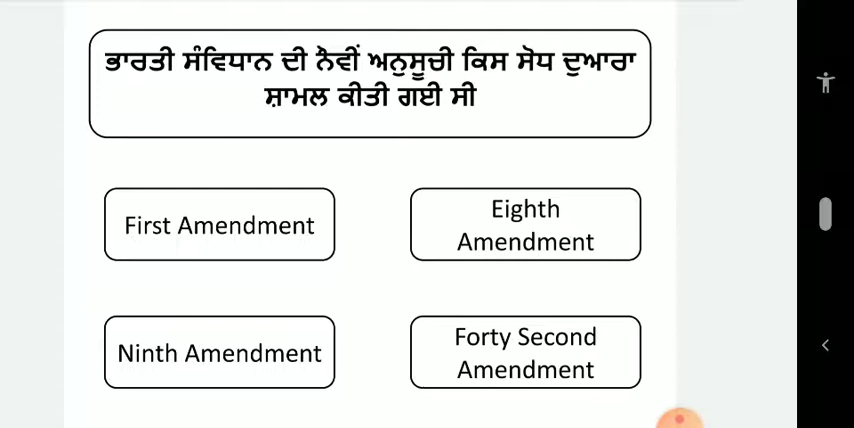 ਭਾਰਤੀ ਸੰਵਿਧਾਨ ਦੀ ਨੌਵੀਂ ਅਨੁਸੂਚੀ ਕਿਸ ਸੋਧ ਦੁਆਰਾ
ਸ਼ਾਮਲ ਕੀਤੀ ਗਈ ਸੀ
First Amendment
Eighth
Amendment
Ninth Amendment
Forty Second
Amendment